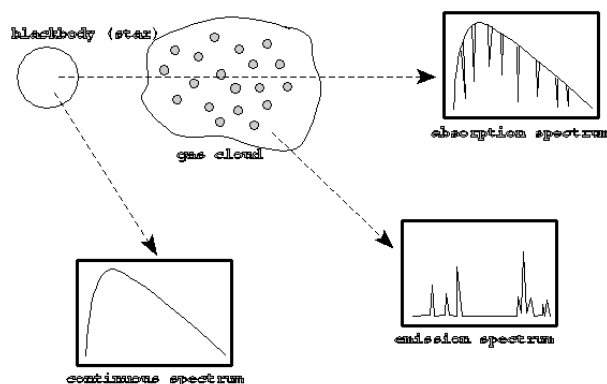 blackbody (star)
gas cloud
absorption spectrum
emission spectrum
continuous spectrum